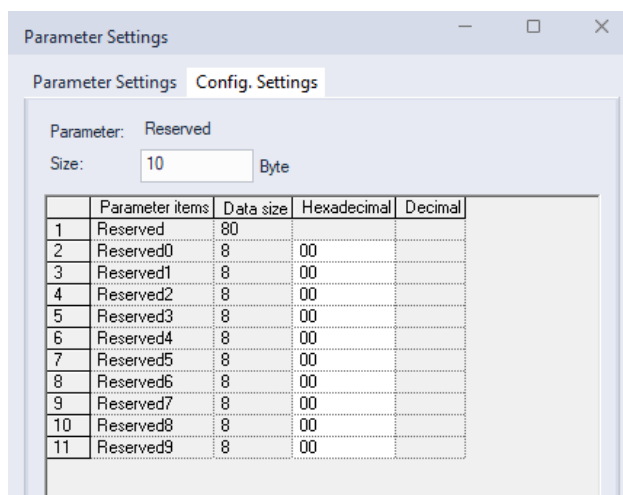 Parameter Settings
Parameter Settings Config. Settings
Parameter: Reserved
Size: 10 Byte
Parameter items Data size Hexadecimal Decimal
1 Reserved 80
2 Reserved0 8 00
3 Reserved1 8 00
4 Reserved2 8 00
5 Reserved3 8 00
6 Reserved4 8 00
7 Reserved5 8 00
8 Reserved6 8 00
9 Reserved7 8 00
10 Reserved8 8 00
11 Reserved9 8 00